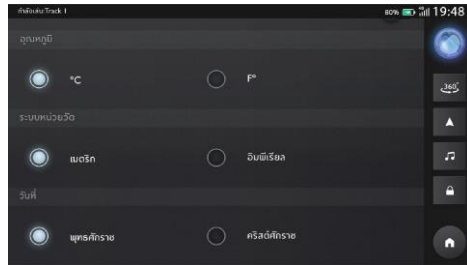 กำลังเล่น: Track 1
80% 4G 19:48
อุณหภูมิ
°C F°
360°
ระบบหน่วยวัด
เมตริก อิมพีเรียล
วันที่
พุทธศักราช คริสต์ศักราช